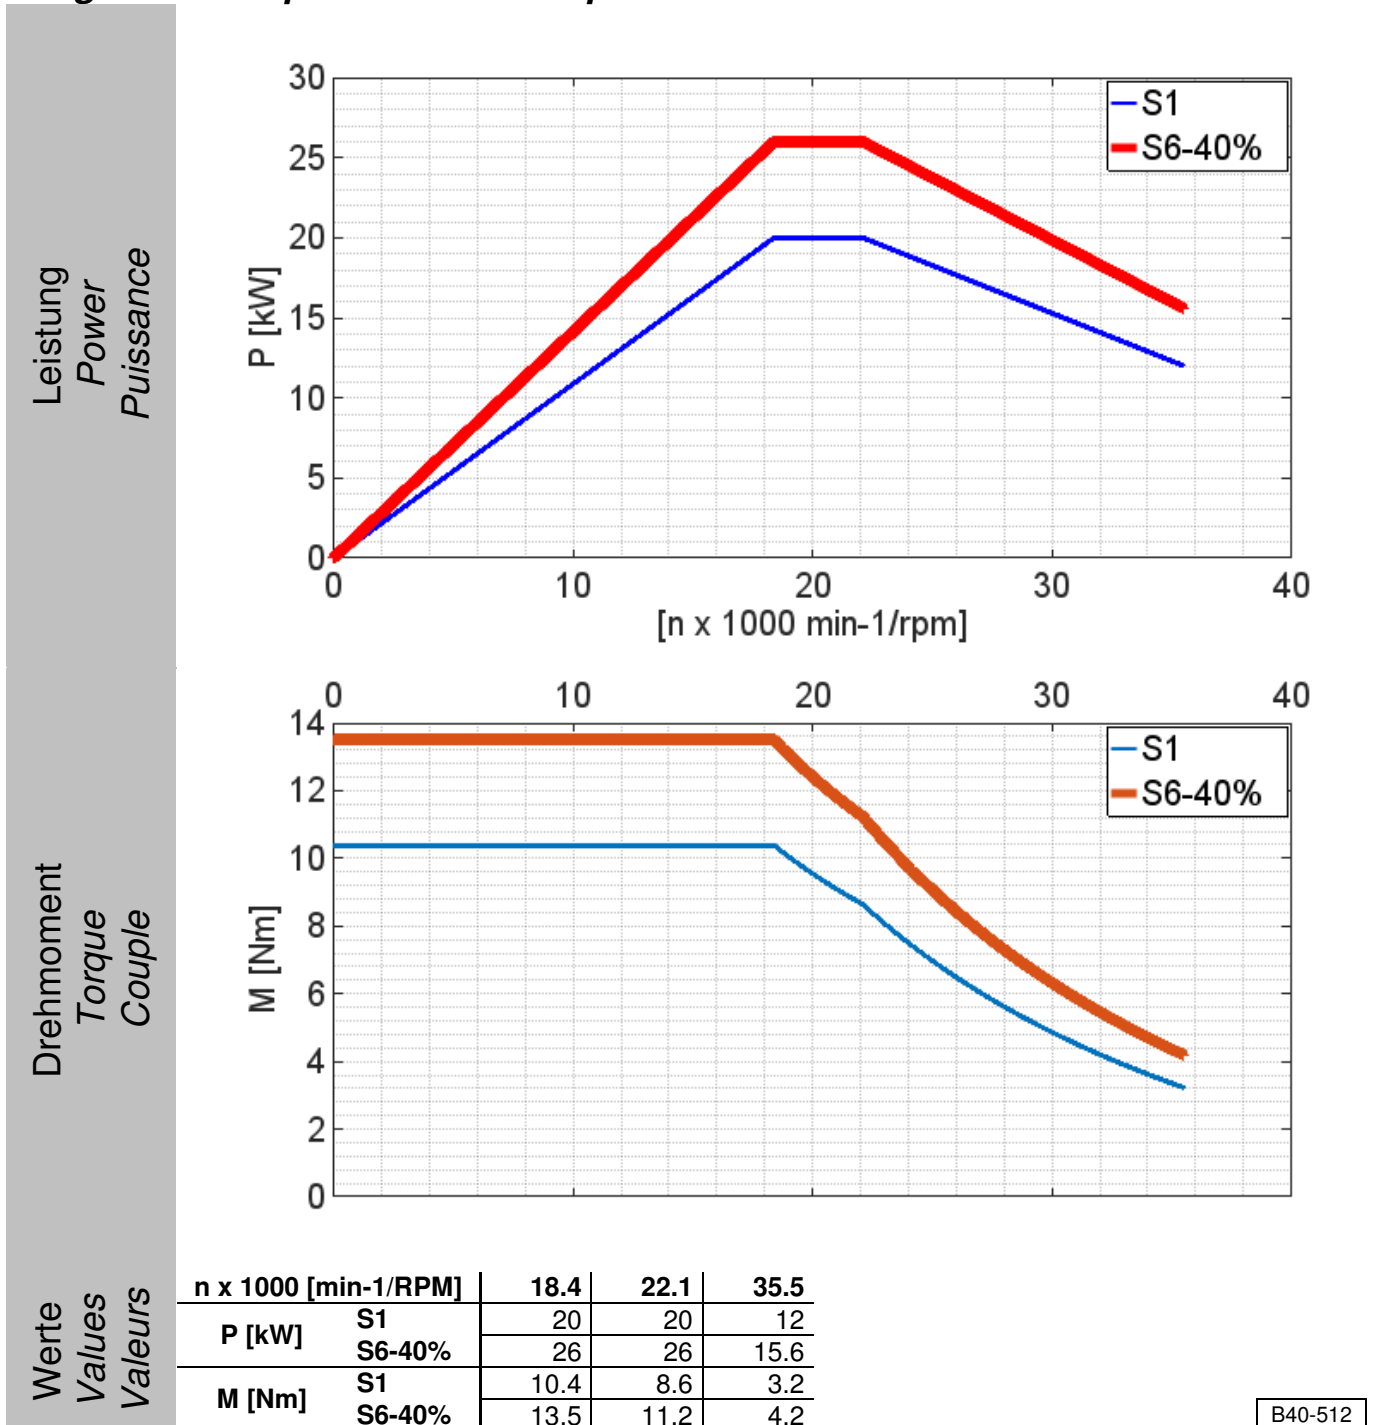 Leistung
Power
Puissance
30
25
20
15
10
5
0
P [kW]
S1
S6-40%
0 10 20 30 40
[n x 1000 min-1/rpm]
Drehmoment
Torque
Couple
0 10 20 30 40
14
12
10
8
6
4
2
0
M [Nm]
S1
S6-40%
Werte
Values
Valeurs
n x 1000 [min-1/RPM] 18.4 22.1 35.5
P [kW]
S1 20 20 12
S6-40% 26 26 15.6
M [Nm]
S1 10.4 8.6 3.2
S6-40% 13.5 11.2 4.2
B40-512